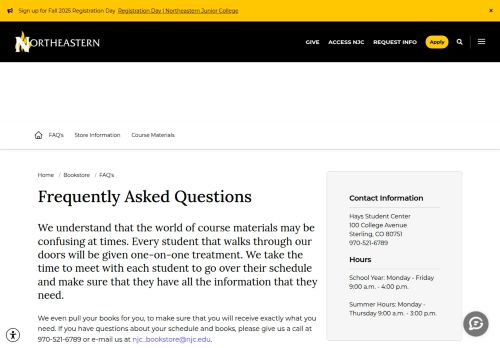 Sign up for Fall 2025 Registration Day Registration Day | Northeastern Junior College ×
NORTHEASTERN
GIVE ACCESS NJC REQUEST INFO Apply
FAQ's Store Information Course Materials
Home / Bookstore / FAQ's
Frequently Asked Questions
We understand that the world of course materials may be
confusing at times. Every student that walks through our
doors will be given one-on-one treatment. We take the
time to meet with each student to go over their schedule
and make sure that they have all the information that they
need.
We even pull your books for you, to make sure that you will receive exactly what you
need. If you have questions about your schedule and books, please give us a call at
970-521-6789 or e-mail us at njc_bookstore@njc.edu.
Contact Information
Hays Student Center
100 College Avenue
Sterling, CO 80751
970-521-6789
Hours
School Year: Monday - Friday
9:00 a.m. - 4:00 p.m.
Summer Hours: Monday -
Thursday 9:00 a.m. - 3:00 p.m.